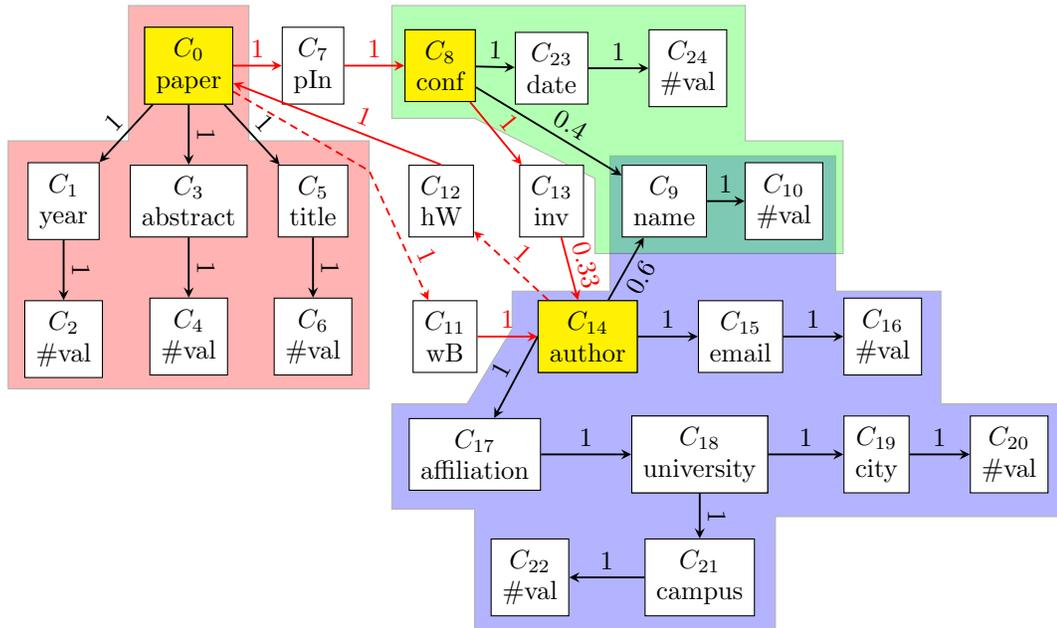 C0 1 C7 1 C8 1 C23 1 C24
paper pIn conf date #val
1 1 1 1 1 0.4
C1 C3 C5 C12 C13 C9 1 C10
year abstract title hW inv name #val
1 1 1 1 1 0.33 0.6
C2 C4 C6 C11 1 C14 1 C15 1 C16
#val #val #val wB author email #val
1
C17 1 C18 1 C19 1 C20
affiliation university city #val
1
C22 1 C21
#val campus